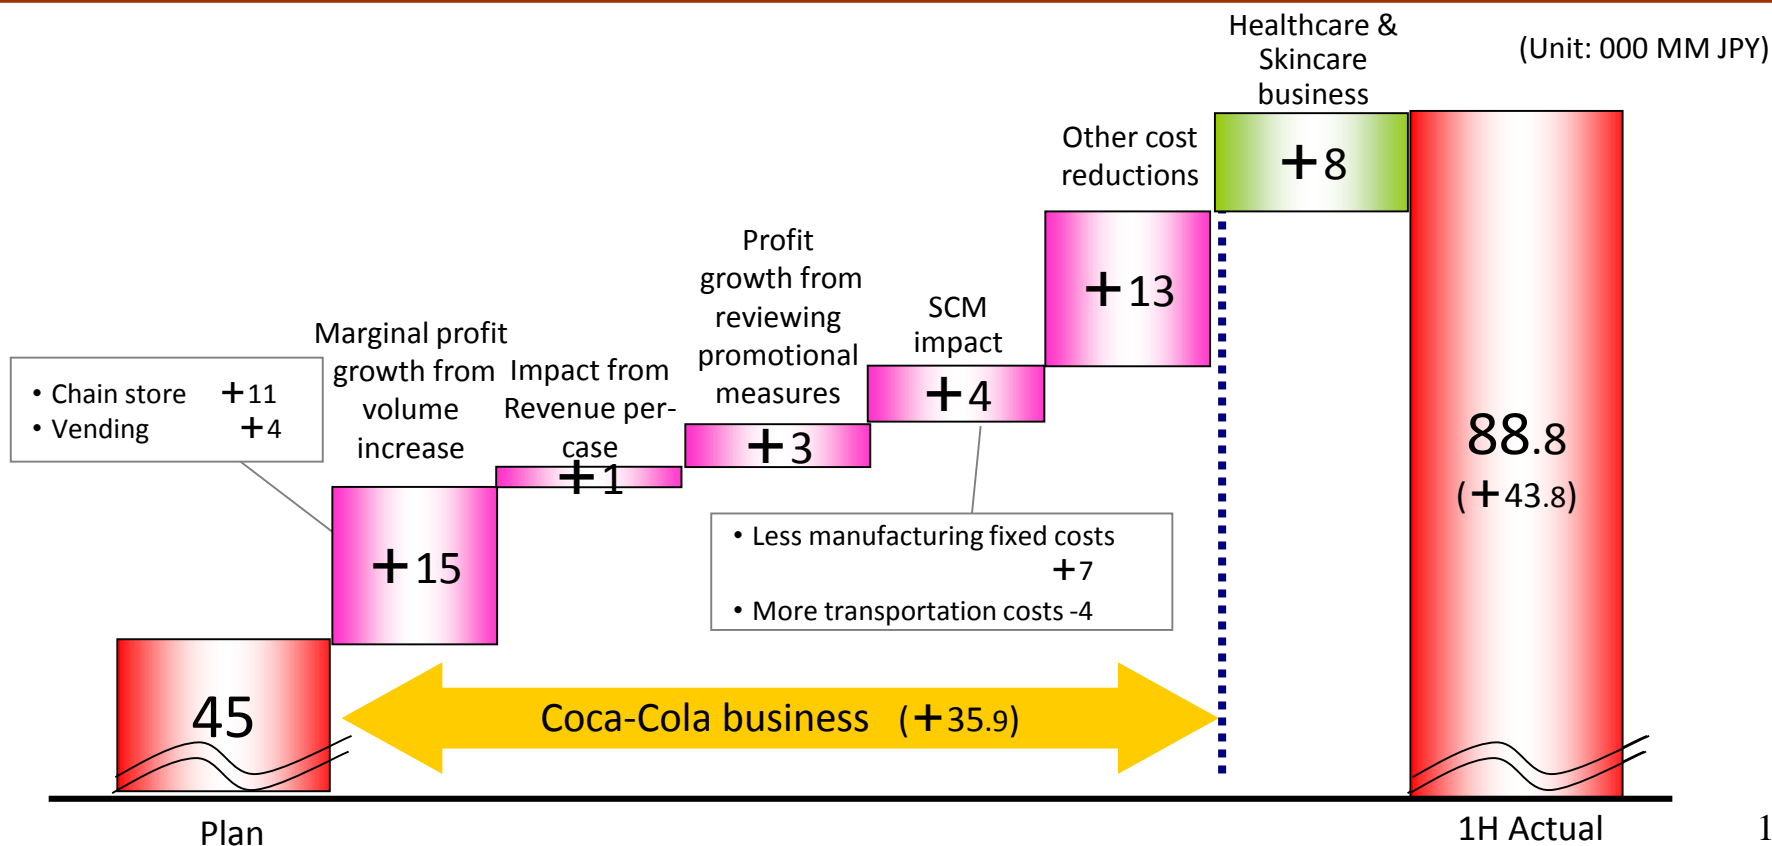 (Unit: 000 MM JPY)
Healthcare &
Skincare
business
+8
Other cost
reductions
+13
SCM
impact
+4
Profit
growth from
reviewing
promotional
measures
+3
Impact from
Revenue per-
case
+1
Marginal profit
growth from
volume
increase
+15
• Chain store +11
• Vending +4
• Less manufacturing fixed costs
+7
• More transportation costs -4
88.8
(+43.8)
45
Coca-Cola business (+35.9)
Plan
1H Actual
1